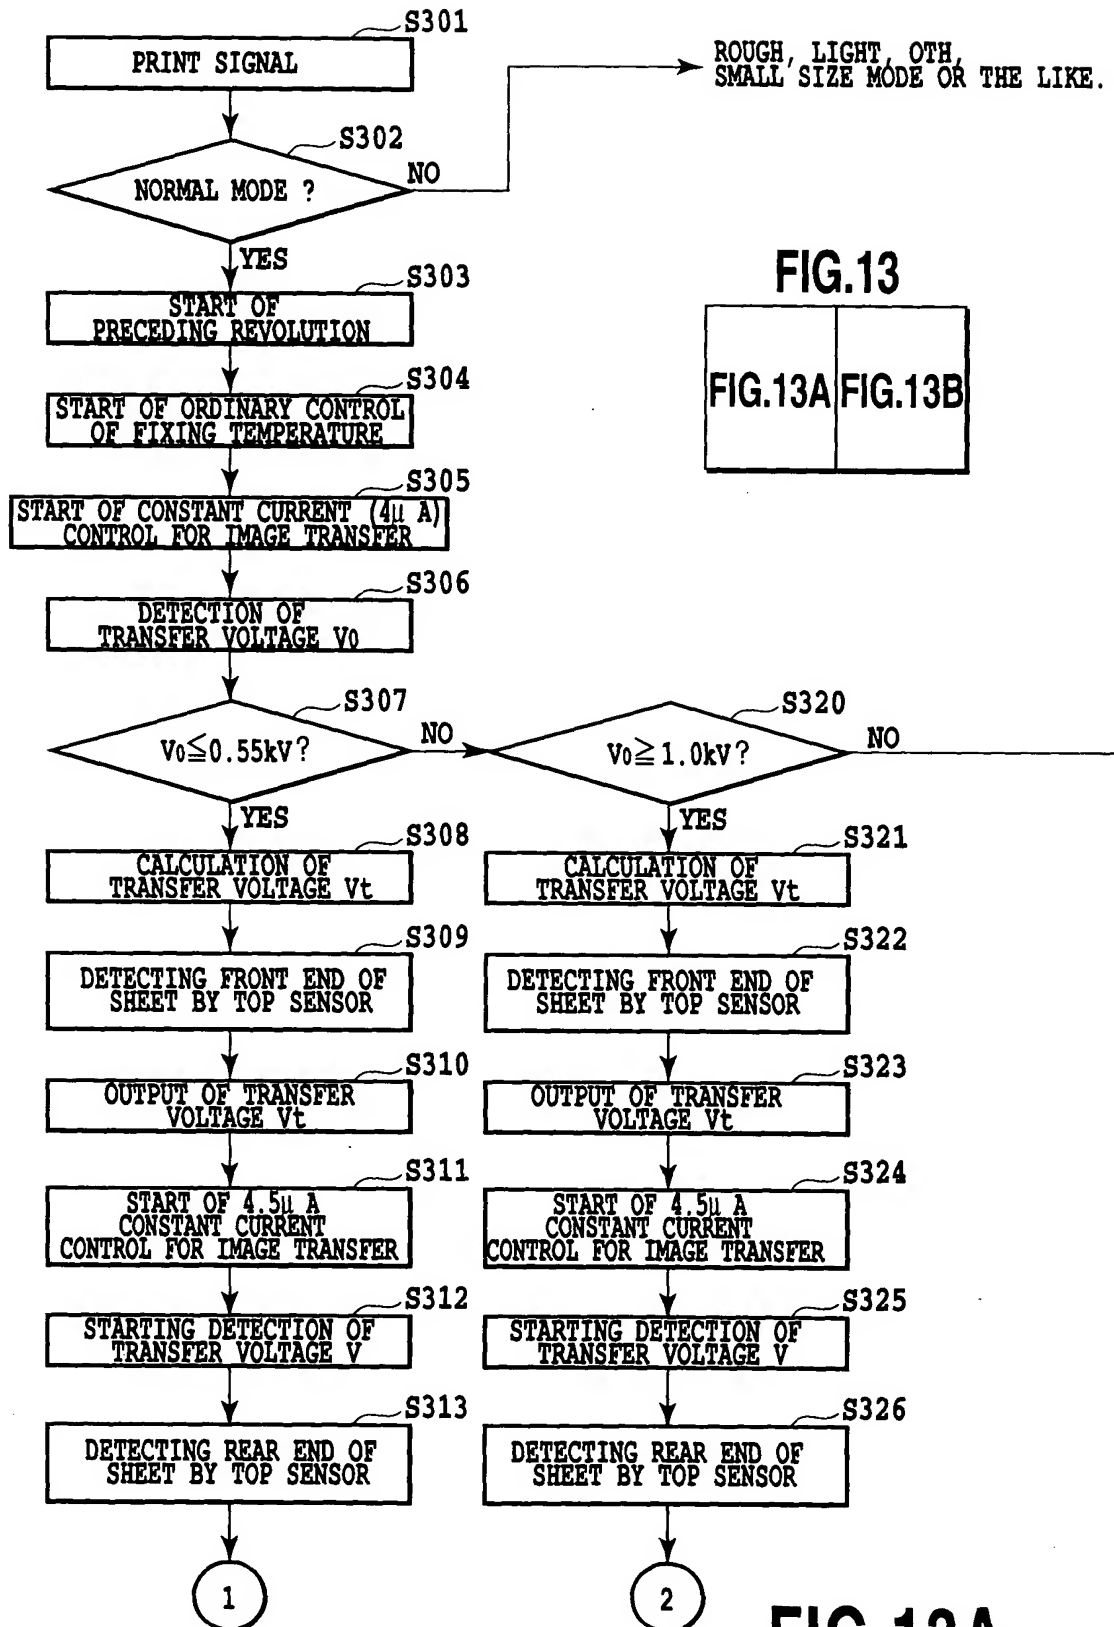 S301
PRINT SIGNAL
ROUGH, LIGHT, OTH,
SMALL SIZE MODE OR THE LIKE.
S302
NORMAL MODE ?
NO
YES
FIG.13
FIG.13A FIG.13B
S303
START OF
PRECEDING REVOLUTION
S304
START OF ORDINARY CONTROL
OF FIXING TEMPERATURE
S305
START OF CONSTANT CURRENT (4μ A)
CONTROL FOR IMAGE TRANSFER
S306
DETECTION OF
TRANSFER VOLTAGE V0
S307
V0≦0.55kV?
NO
YES
S320
V0≧1.0kV?
NO
YES
S308
CALCULATION OF
TRANSFER VOLTAGE Vt
S309
DETECTING FRONT END OF
SHEET BY TOP SENSOR
S310
OUTPUT OF TRANSFER
VOLTAGE Vt
S311
START OF 4.5μ A
CONSTANT CURRENT
CONTROL FOR IMAGE TRANSFER
S312
STARTING DETECTION OF
TRANSFER VOLTAGE V
S313
DETECTING REAR END OF
SHEET BY TOP SENSOR
1
S321
CALCULATION OF
TRANSFER VOLTAGE Vt
S322
DETECTING FRONT END OF
SHEET BY TOP SENSOR
S323
OUTPUT OF TRANSFER
VOLTAGE Vt
S324
START OF 4.5μ A
CONSTANT CURRENT
CONTROL FOR IMAGE TRANSFER
S325
STARTING DETECTION OF
TRANSFER VOLTAGE V
S326
DETECTING REAR END OF
SHEET BY TOP SENSOR
2
FIG.13A